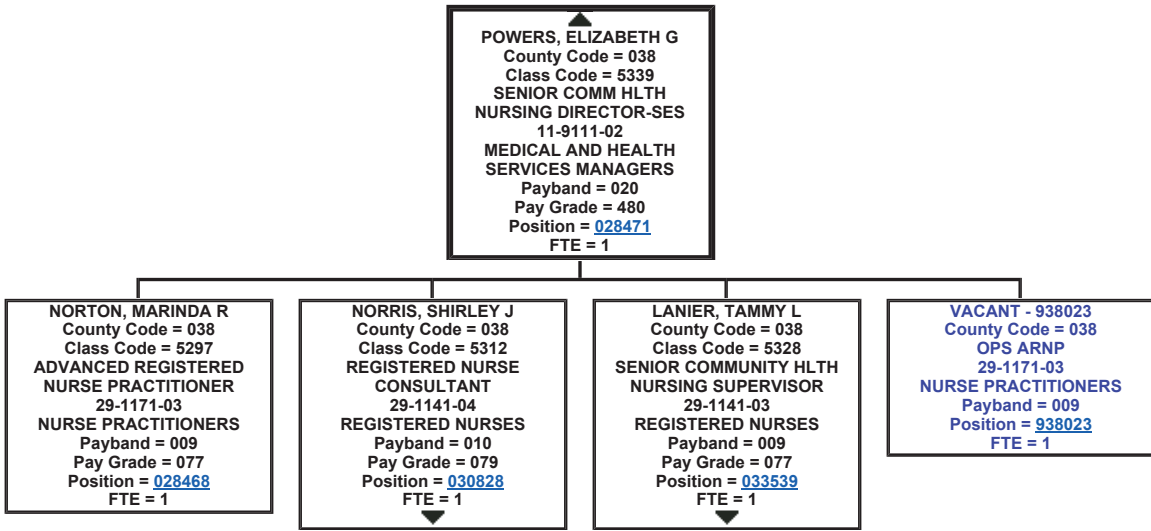 POWERS, ELIZABETH G
County Code = 038
Class Code = 5339
SENIOR COMM HLTH
NURSING DIRECTOR-SES
11-9111-02
MEDICAL AND HEALTH
SERVICES MANAGERS
Payband = 020
Pay Grade = 480
Position = 028471
FTE = 1
NORTON, MARINDA R
County Code = 038
Class Code = 5297
ADVANCED REGISTERED
NURSE PRACTITIONER
29-1171-03
NURSE PRACTITIONERS
Payband = 009
Pay Grade = 077
Position = 028468
FTE = 1
NORRIS, SHIRLEY J
County Code = 038
Class Code = 5312
REGISTERED NURSE
CONSULTANT
29-1141-04
REGISTERED NURSES
Payband = 010
Pay Grade = 079
Position = 030828
FTE = 1
LANIER, TAMMY L
County Code = 038
Class Code = 5328
SENIOR COMMUNITY HLTH
NURSING SUPERVISOR
29-1141-03
REGISTERED NURSES
Payband = 009
Pay Grade = 077
Position = 033539
FTE = 1
VACANT - 938023
County Code = 038
OPS ARNP
29-1171-03
NURSE PRACTITIONERS
Payband = 009
Position = 938023
FTE = 1